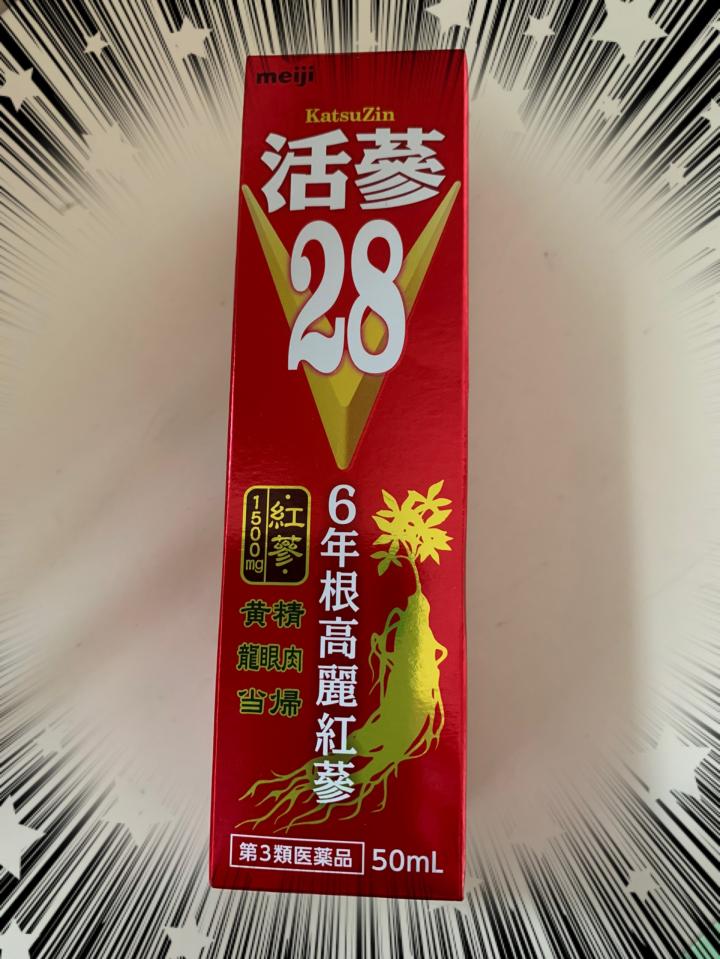 meiji
KatsuZin
活蔘
28
6年根高麗紅蔘
・紅蔘・
1500mg
黄精
龍眼肉
当帰
第3類医薬品
50mL